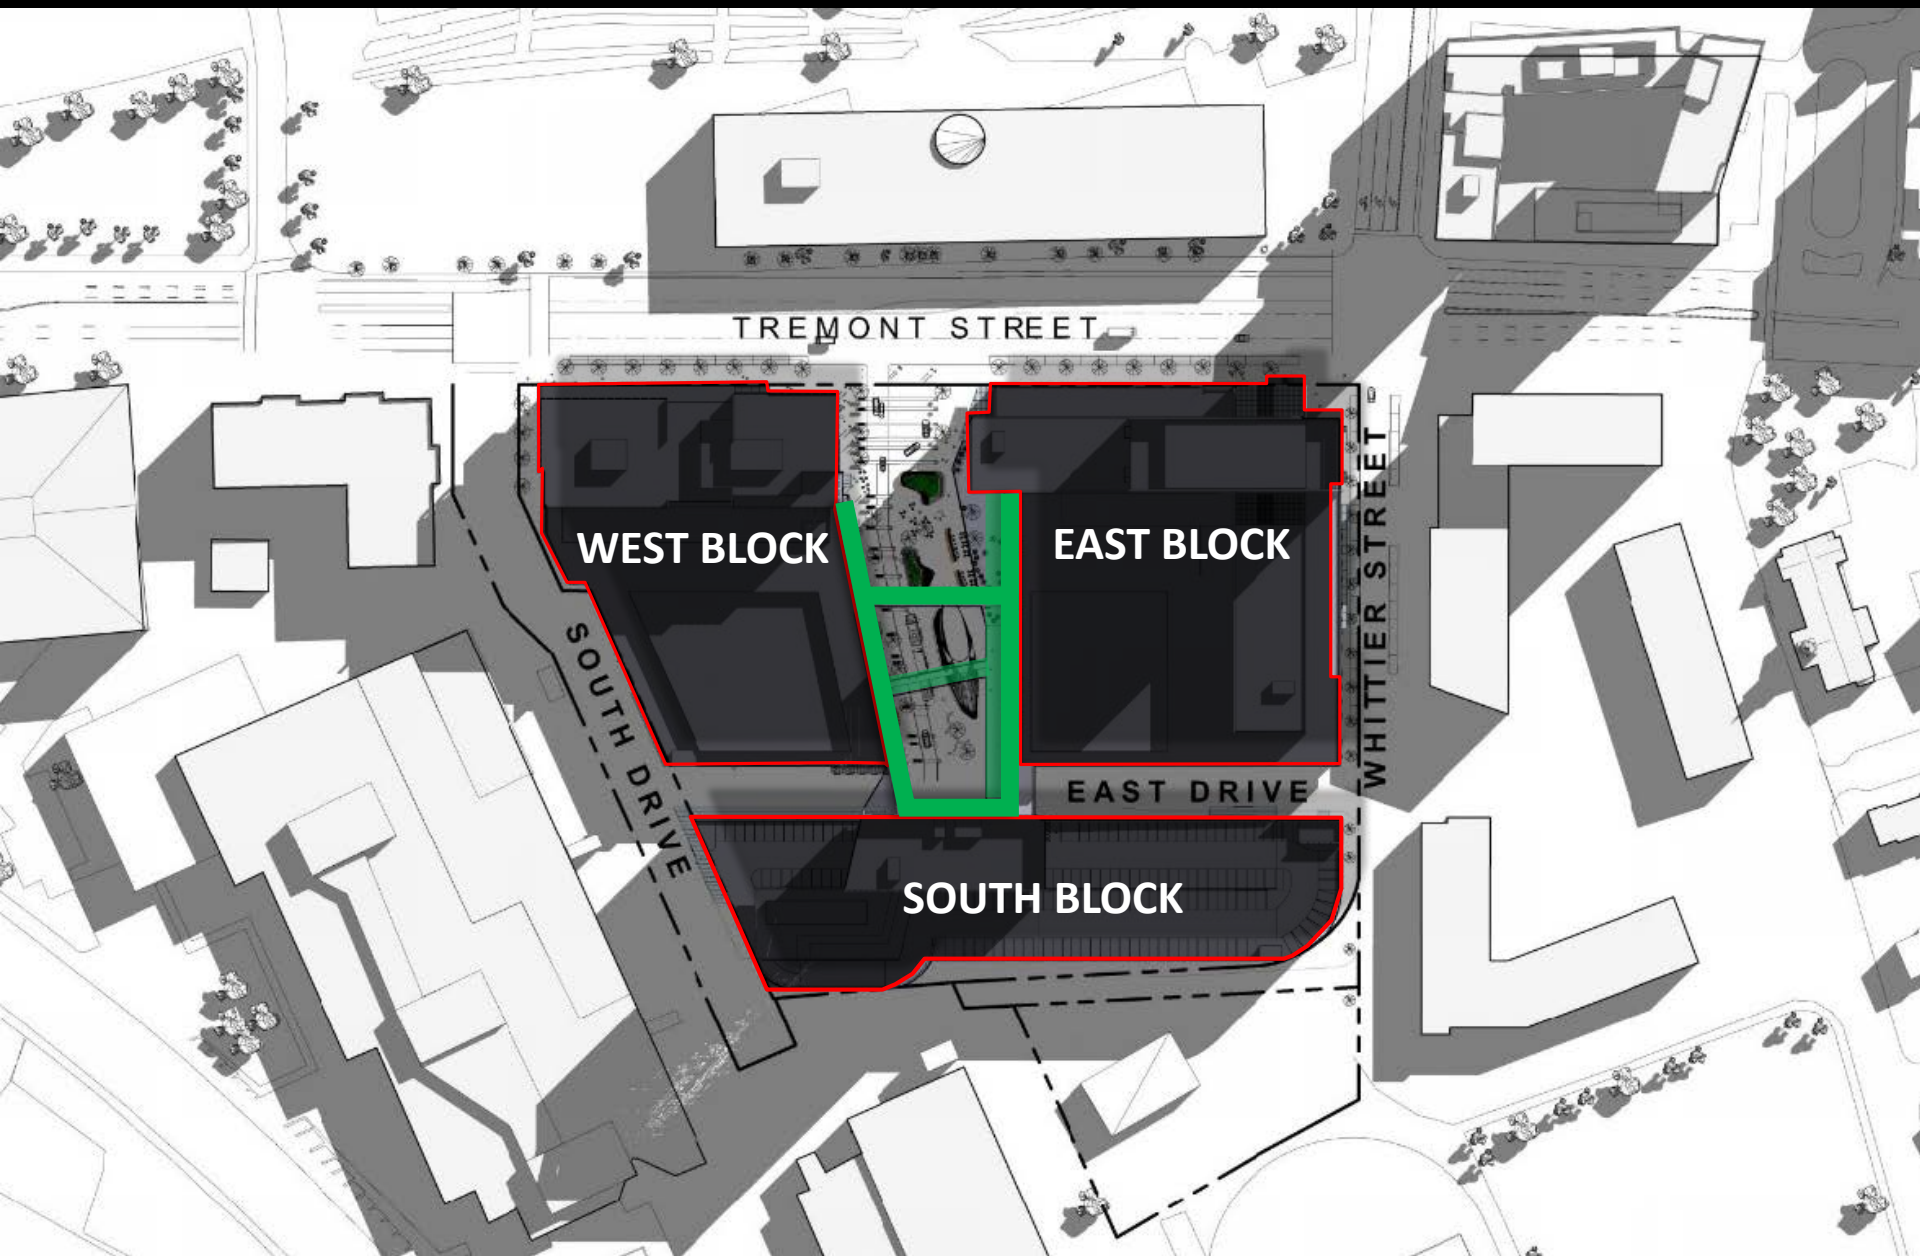 TREMONT STREET
WEST BLOCK
EAST BLOCK
WHITTIER STREET
SOUTH DRIVE
EAST DRIVE
SOUTH BLOCK